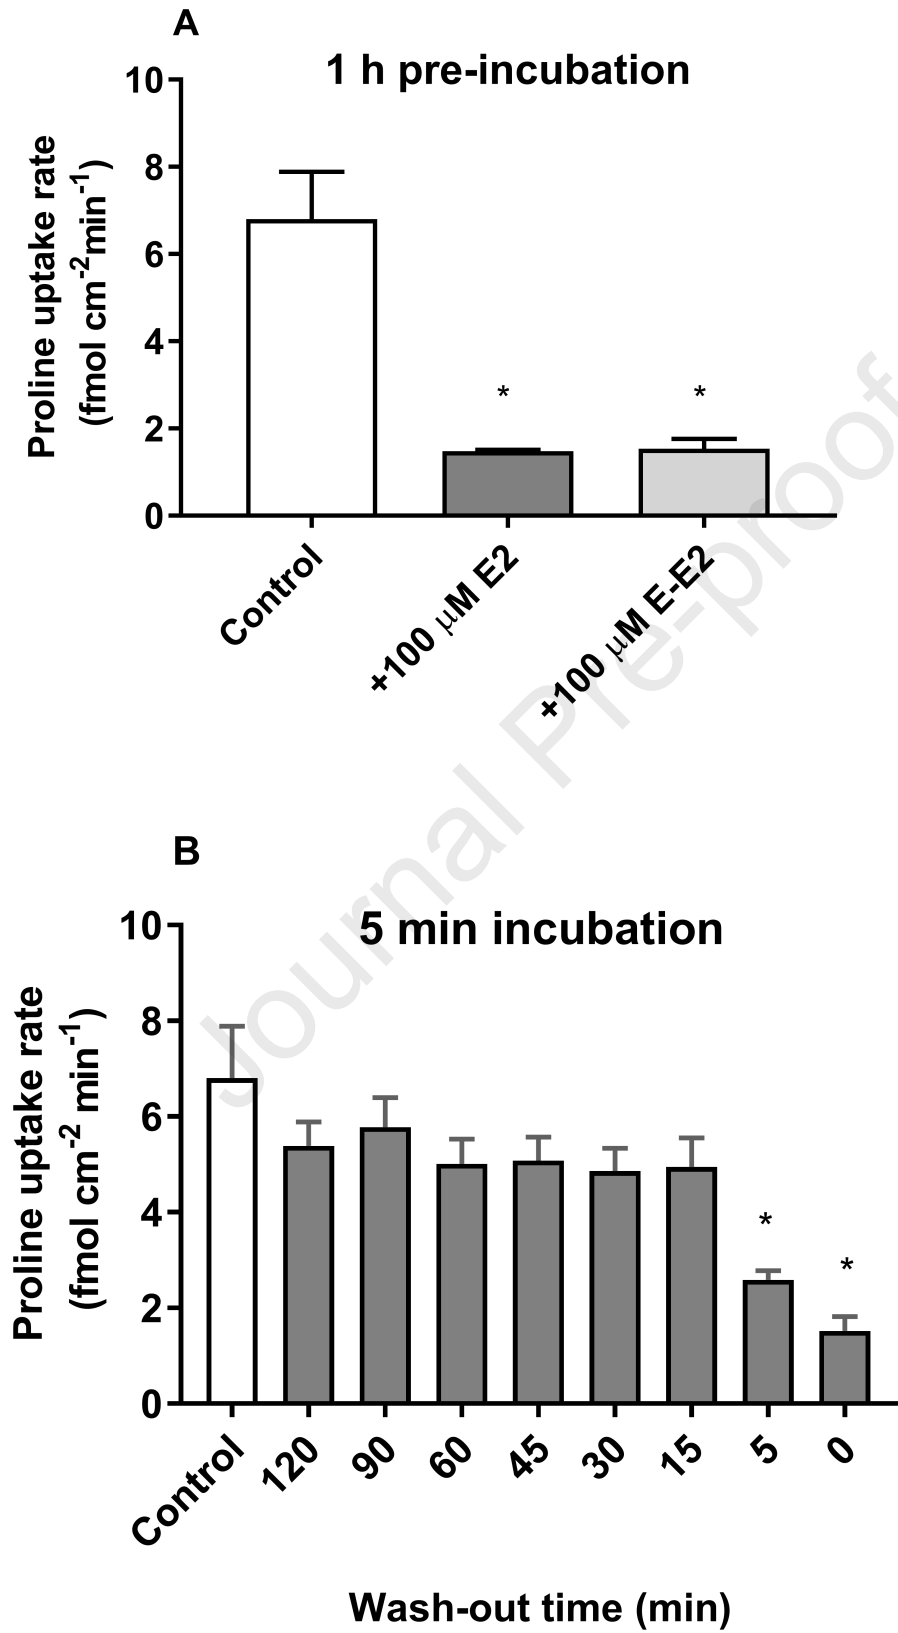 A
1 h pre-incubation
Proline uptake rate
(fmol cm-2min-1)
10
8
6
4
2
0
*
*
Control
+100 μM E2
+100 μM E-E2
Journal Pre-proof
B
5 min incubation
Proline uptake rate
(fmol cm-2 min-1)
10
8
6
4
2
0
*
*
Control
120
90
60
45
30
15
5
0
Wash-out time (min)